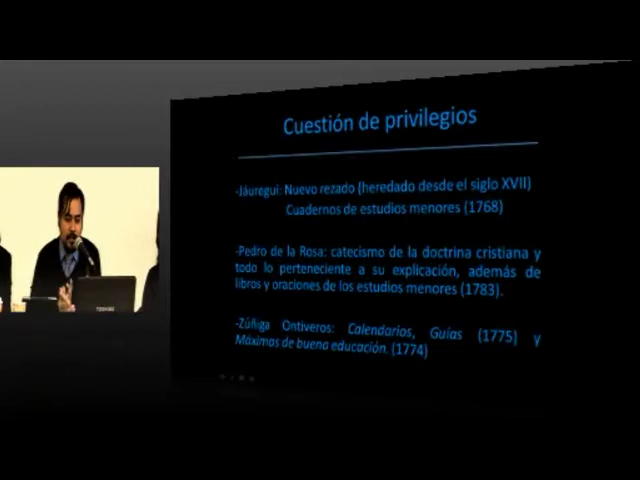 Cuestión de privilegios
-Jáuregui: Nuevo rezado (heredado desde el siglo XVII)
Cuadernos de estudios menores (1768)
-Pedro de la Rosa: catecismo de la doctrina cristiana y
todo lo perteneciente a su explicación, además de
libros y oraciones de los estudios menores (1783).
-Zúñiga Ontiveros: Calendarios, Guías (1775) y
Máximas de buena educación. (1774)
TOSHIBA